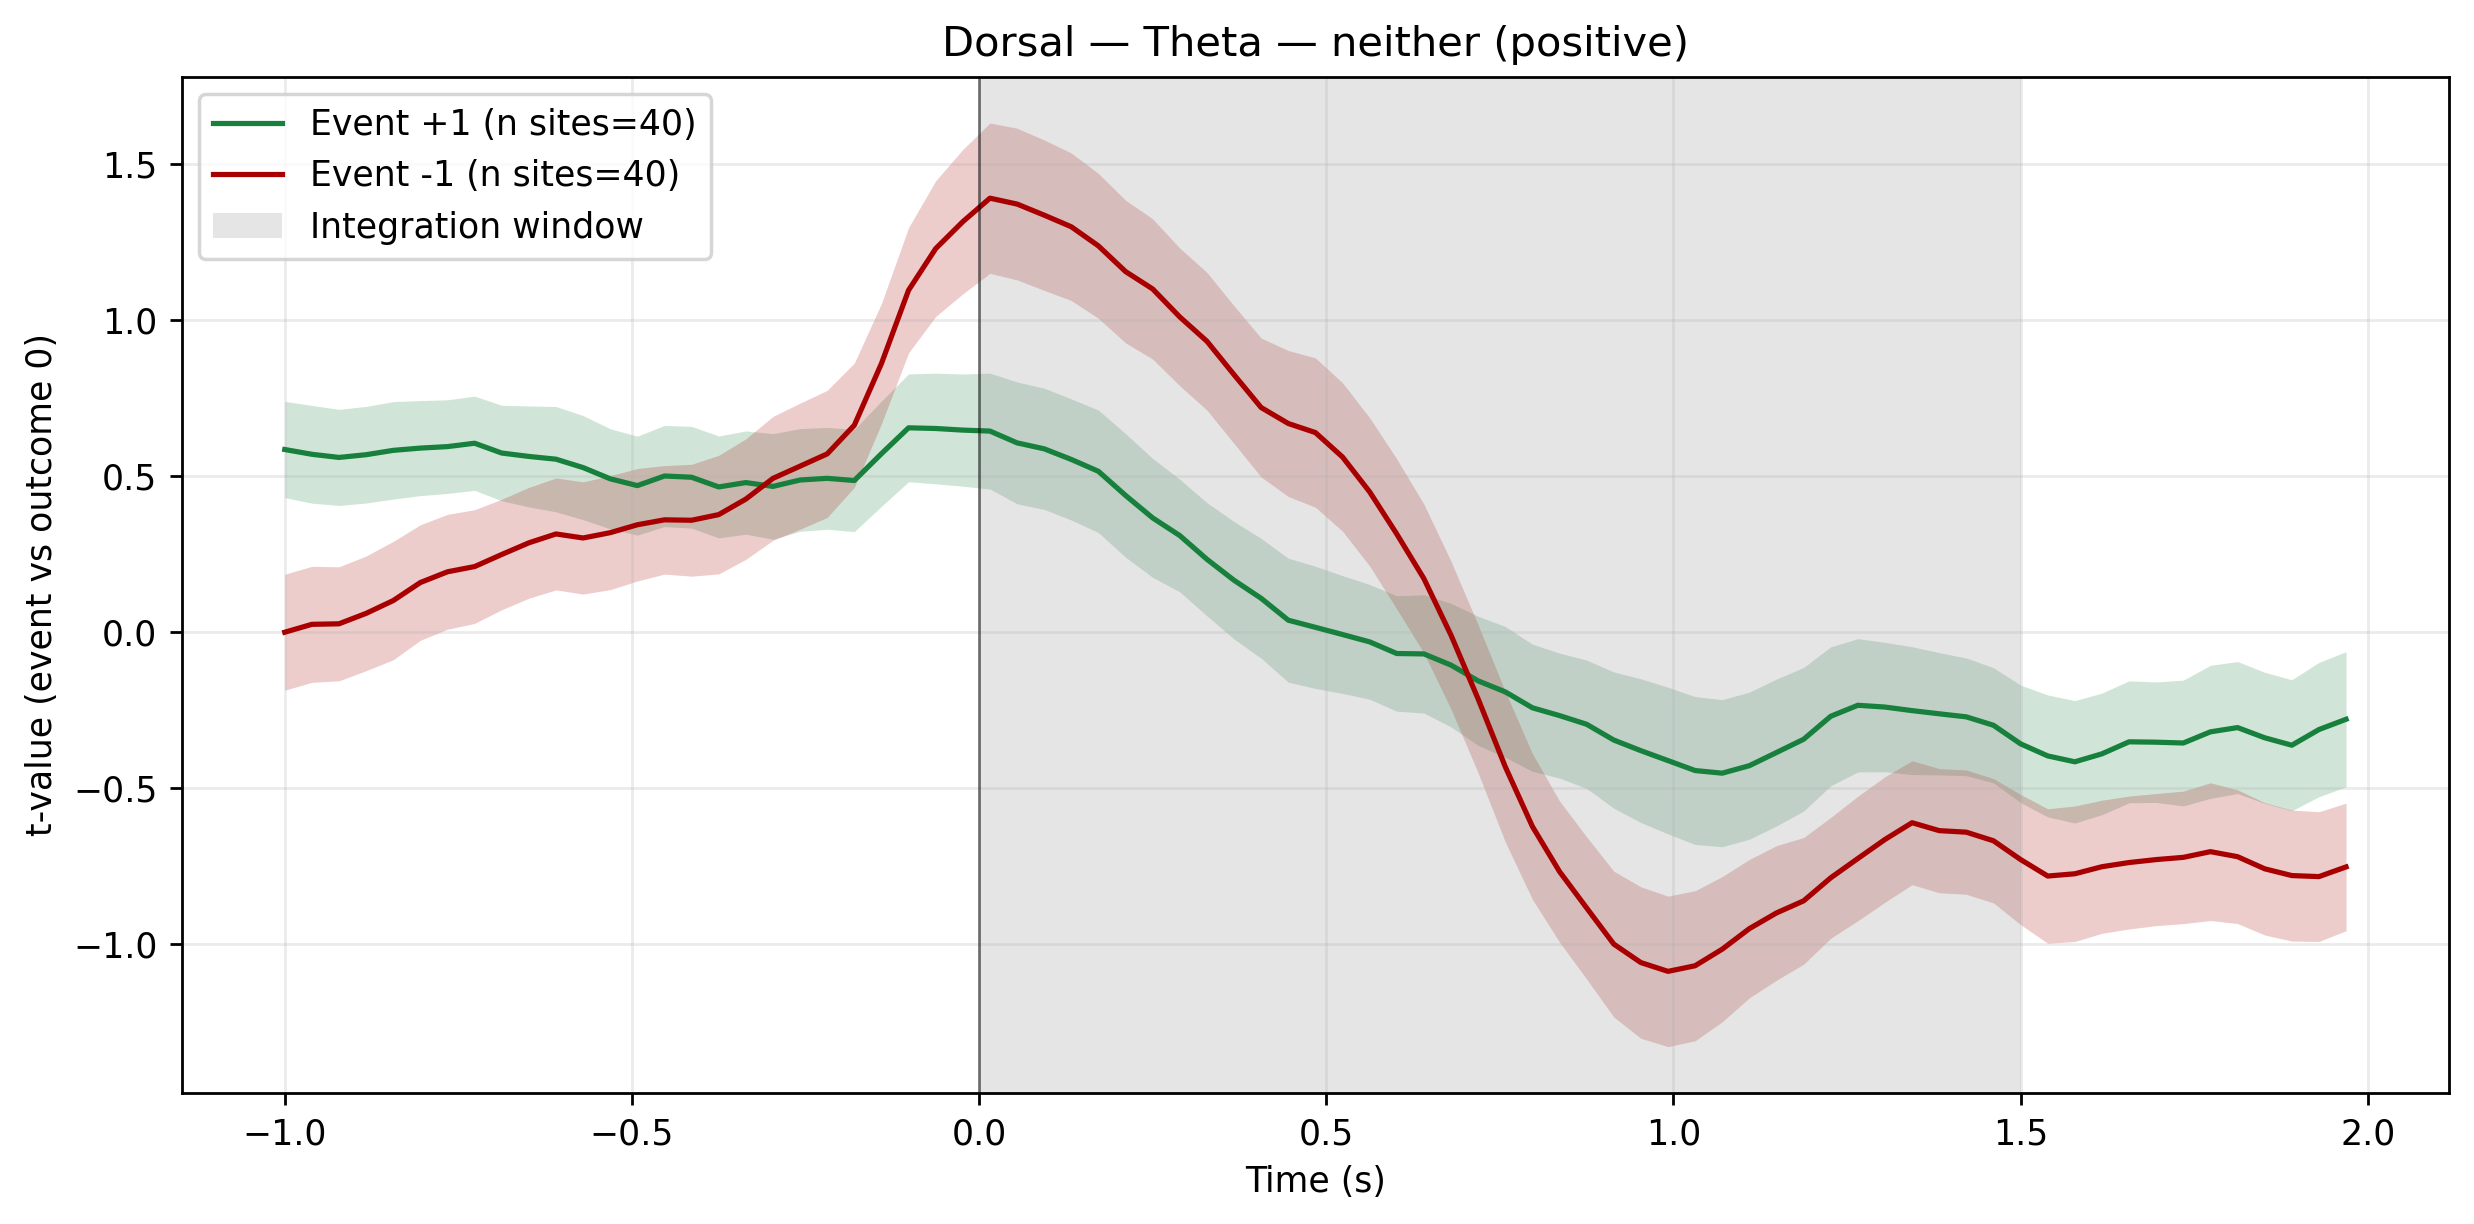 Dorsal — Theta — neither (positive)
Event +1 (n sites=40)
Event -1 (n sites=40)
Integration window
t-value (event vs outcome 0)
1.5
1.0
0.5
0.0
−0.5
−1.0
−1.0
−0.5
0.0
0.5
1.0
1.5
2.0
Time (s)